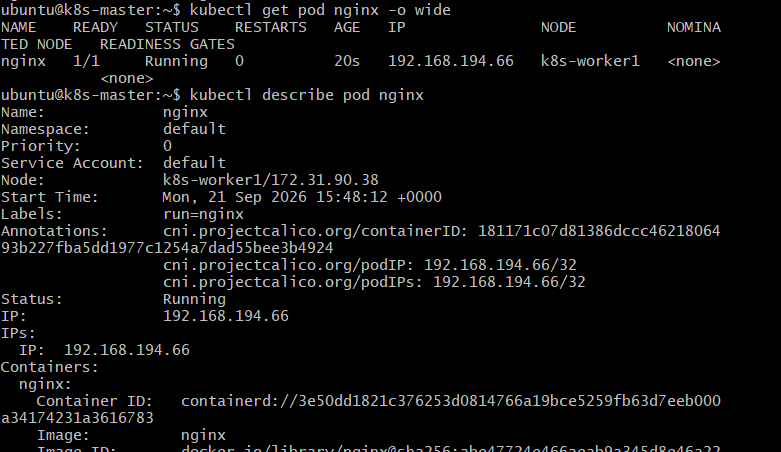 ubuntu@k8s-master:~$ kubectl get pod nginx -o wide
NAME    READY   STATUS    RESTARTS   AGE   IP               NODE          NOMINA
TED NODE   READINESS GATES
nginx   1/1     Running   0          20s   192.168.194.66   k8s-worker1   <none>
           <none>
ubuntu@k8s-master:~$ kubectl describe pod nginx
Name:             nginx
Namespace:        default
Priority:         0
Service Account:  default
Node:             k8s-worker1/172.31.90.38
Start Time:       Mon, 21 Sep 2026 15:48:12 +0000
Labels:           run=nginx
Annotations:      cni.projectcalico.org/containerID: 181171c07d81386dccc46218064
93b227fba5dd1977c1254a7dad55bee3b4924
                  cni.projectcalico.org/podIP: 192.168.194.66/32
                  cni.projectcalico.org/podIPs: 192.168.194.66/32
Status:           Running
IP:               192.168.194.66
IPs:
  IP:  192.168.194.66
Containers:
  nginx:
    Container ID:   containerd://3e50dd1821c376253d0814766a19bce5259fb63d7eeb000
a34174231a3616783
    Image:          nginx
    Image ID: